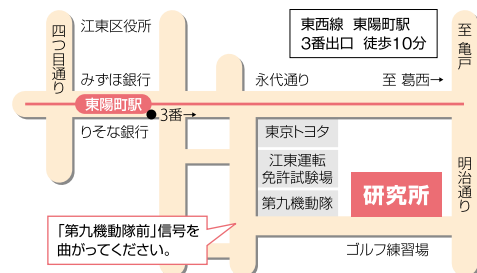 四つ目通り
江東区役所
東西線 東陽町駅
3番出口 徒歩10分
至 亀戸
みずほ銀行
永代通り
至 葛西→
東陽町駅
3番→
りそな銀行
東京トヨタ
江東運転
免許試験場
第九機動隊
研究所
明治通り
「第九機動隊前」信号を
曲がってください。
ゴルフ練習場